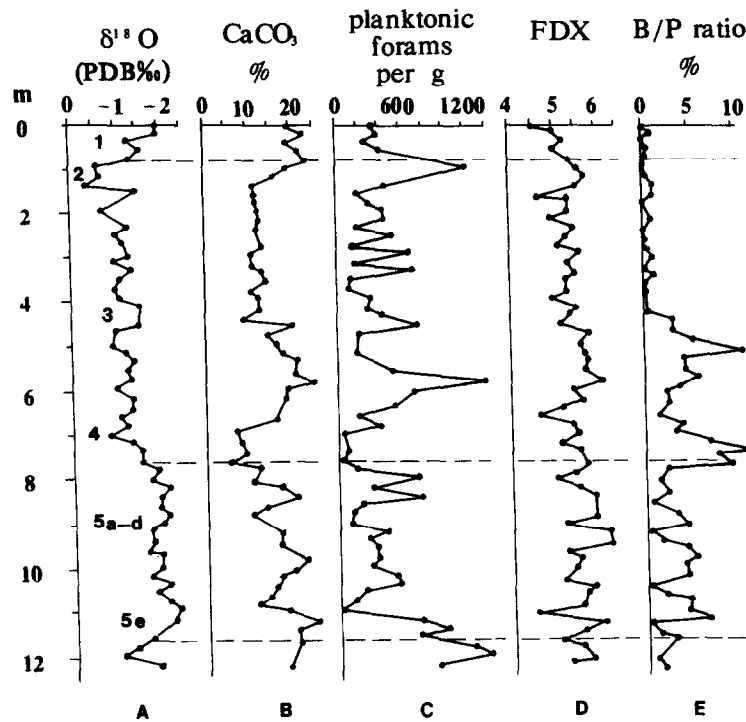 δ¹⁸ O
(PDB‰)
CaCO₃
%
planktonic
forams
per g
FDX
B/P ratio
%
m
0 −1 −2
0 10 20
0 600 1200
4 5 6
0 5 10
0
2
4
6
8
10
12
1
2
3
4
5a–d
5e
A B C D E